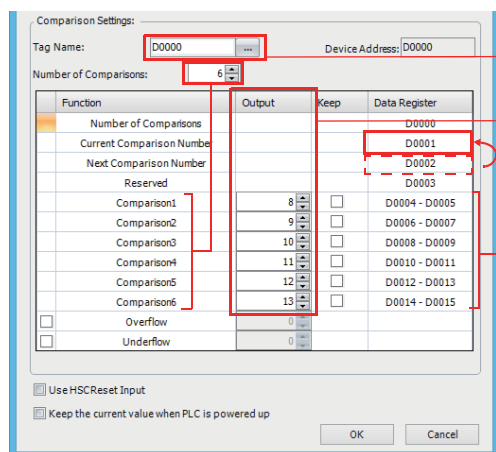 Comparison Settings:
Tag Name: D0000 ... Device Address: D0000
Number of Comparisons: 6
Function Output Keep Data Register
Number of Comparisons D0000
Current Comparison Number D0001
Next Comparison Number D0002
Reserved D0003
Comparison1 8 D0004 - D0005
Comparison2 9 D0006 - D0007
Comparison3 10 D0008 - D0009
Comparison4 11 D0010 - D0011
Comparison5 12 D0012 - D0013
Comparison6 13 D0014 - D0015
Overflow 0
Underflow 0
Use HSCReset Input
Keep the current value when PLC is powered up
OK Cancel